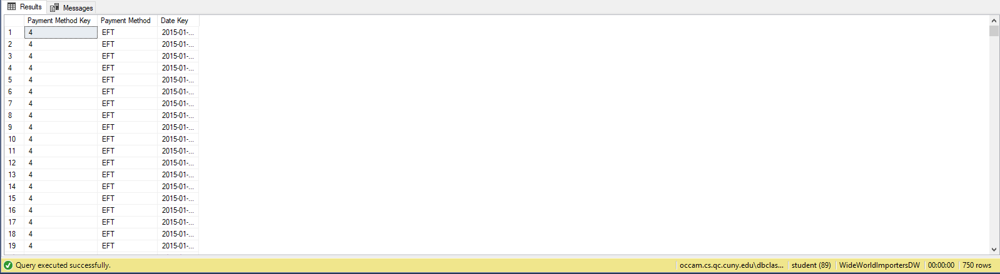 Results Messages
Payment Method Key Payment Method Date Key
1 4 EFT 2015-01-...
2 4 EFT 2015-01-...
3 4 EFT 2015-01-...
4 4 EFT 2015-01-...
5 4 EFT 2015-01-...
6 4 EFT 2015-01-...
7 4 EFT 2015-01-...
8 4 EFT 2015-01-...
9 4 EFT 2015-01-...
10 4 EFT 2015-01-...
11 4 EFT 2015-01-...
12 4 EFT 2015-01-...
13 4 EFT 2015-01-...
14 4 EFT 2015-01-...
15 4 EFT 2015-01-...
16 4 EFT 2015-01-...
17 4 EFT 2015-01-...
18 4 EFT 2015-01-...
19 4 EFT 2015-01-...
Query executed successfully. occam.cs.qc.cuny.edu\dbclas... student (89) WideWorldImportersDW 00:00:00 750 rows